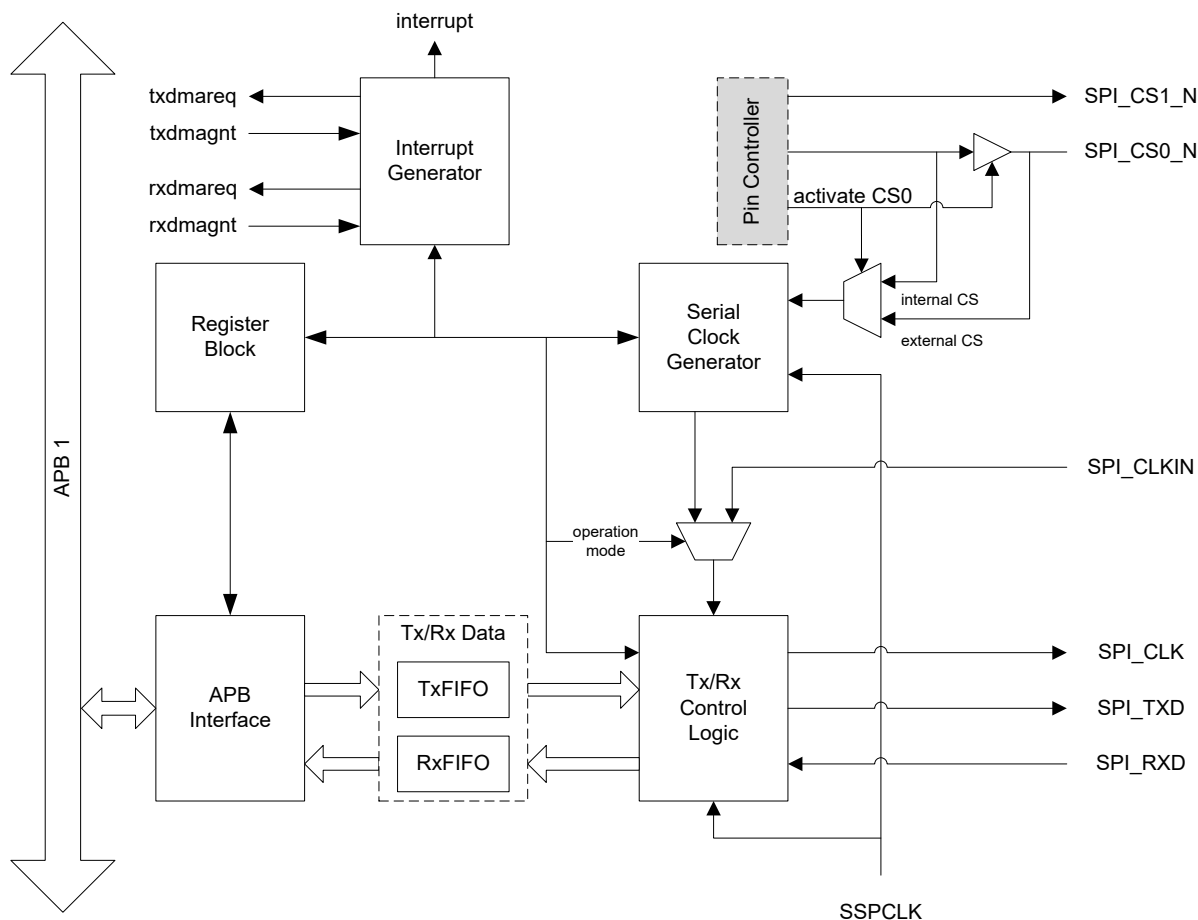 interrupt
txdmareq
txdmagnt
rxdmareq
rxdmagnt
Interrupt
Generator
Pin Controller
SPI_CS1_N
SPI_CS0_N
activate CS0
internal CS
external CS
Register
Block
Serial
Clock
Generator
APB 1
SPI_CLKIN
operation
mode
APB
Interface
Tx/Rx Data
TxFIFO
RxFIFO
Tx/Rx
Control
Logic
SPI_CLK
SPI_TXD
SPI_RXD
SSPCLK